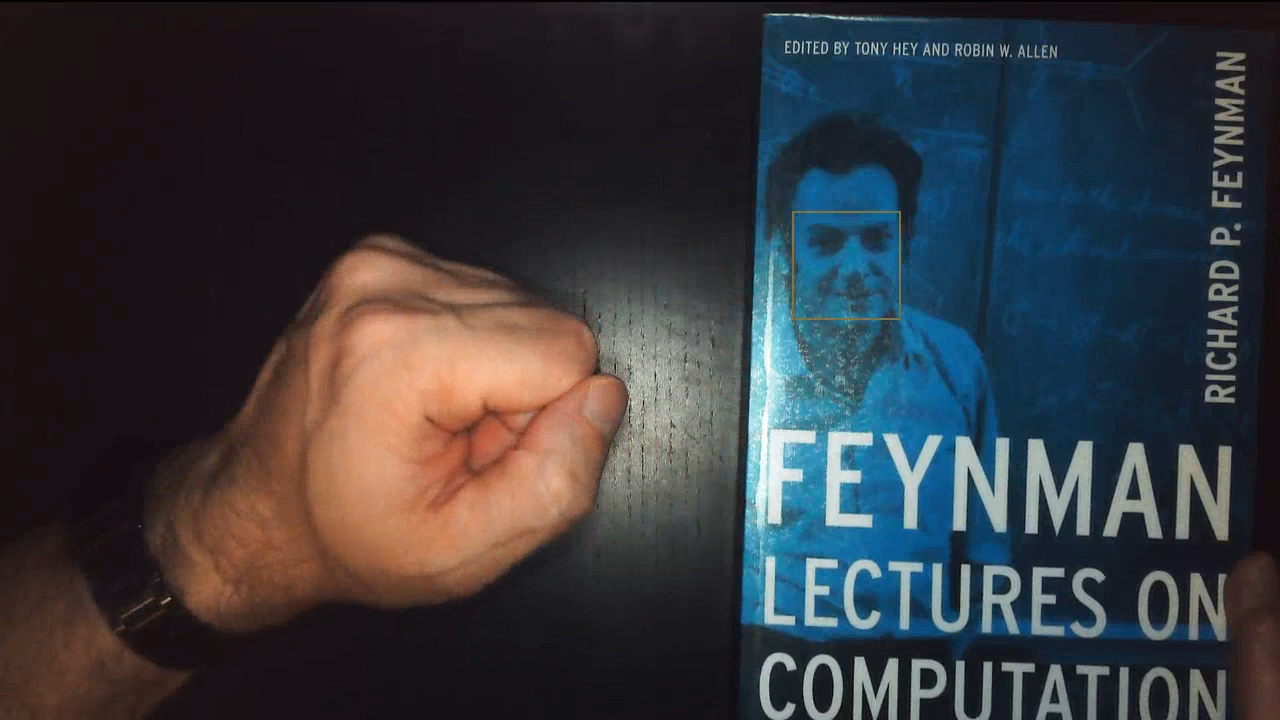 EDITED BY TONY HEY AND ROBIN W. ALLEN
RICHARD P. FEYNMAN
FEYNMAN
LECTURES ON
COMPUTATION